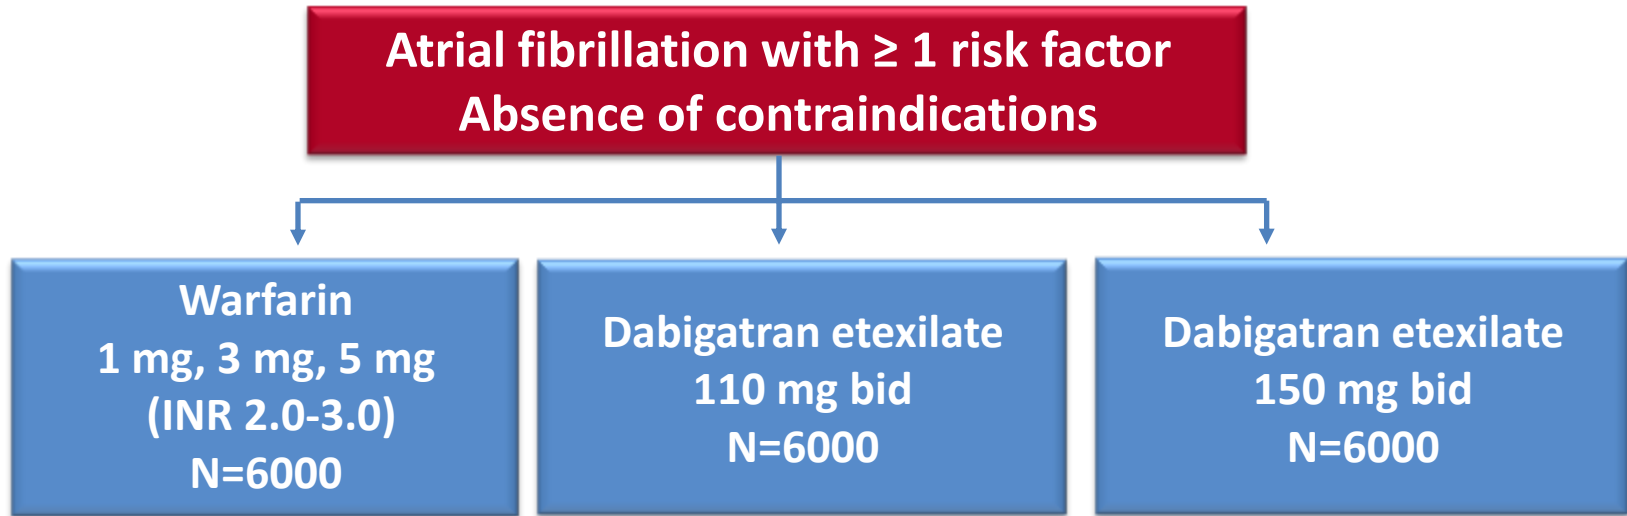 Atrial fibrillation with ≥ 1 risk factor
Absence of contraindications
Warfarin
1 mg, 3 mg, 5 mg
(INR 2.0-3.0)
N=6000
Dabigatran etexilate
110 mg bid
N=6000
Dabigatran etexilate
150 mg bid
N=6000